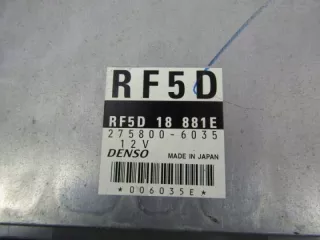 RF5D
RF5D 18 881E
275800-6035
12V
DENSO MADE IN JAPAN
*006035E*